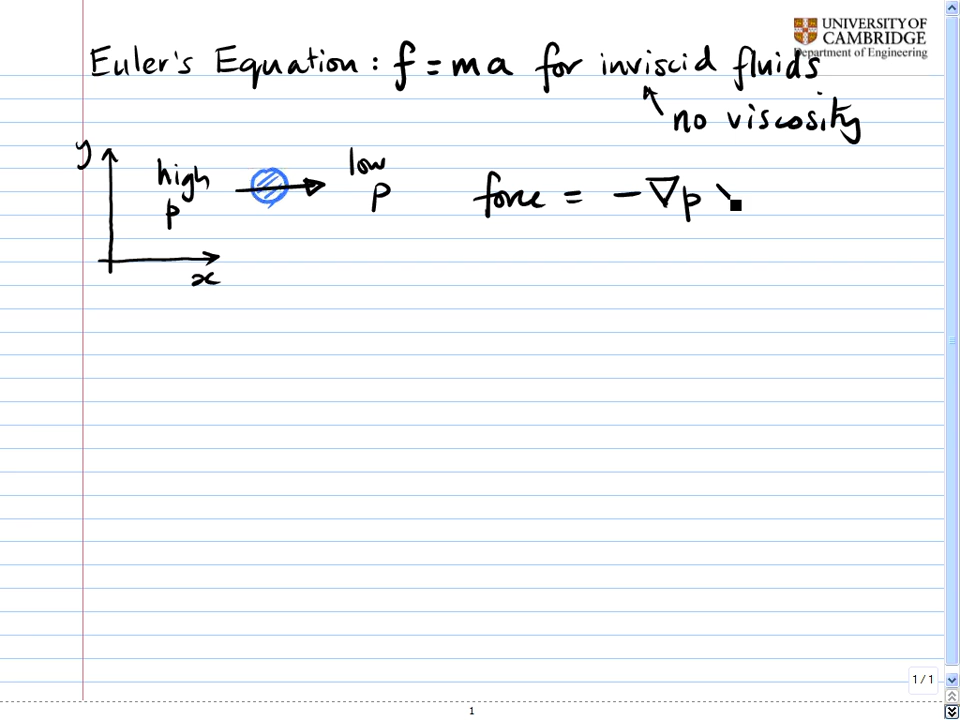 UNIVERSITY OF
CAMBRIDGE
Department of Engineering
Euler's Equation : f = ma for inviscid fluids
no viscosity
y
high
p
low
p
force = - ∇p
x
1 / 1
1